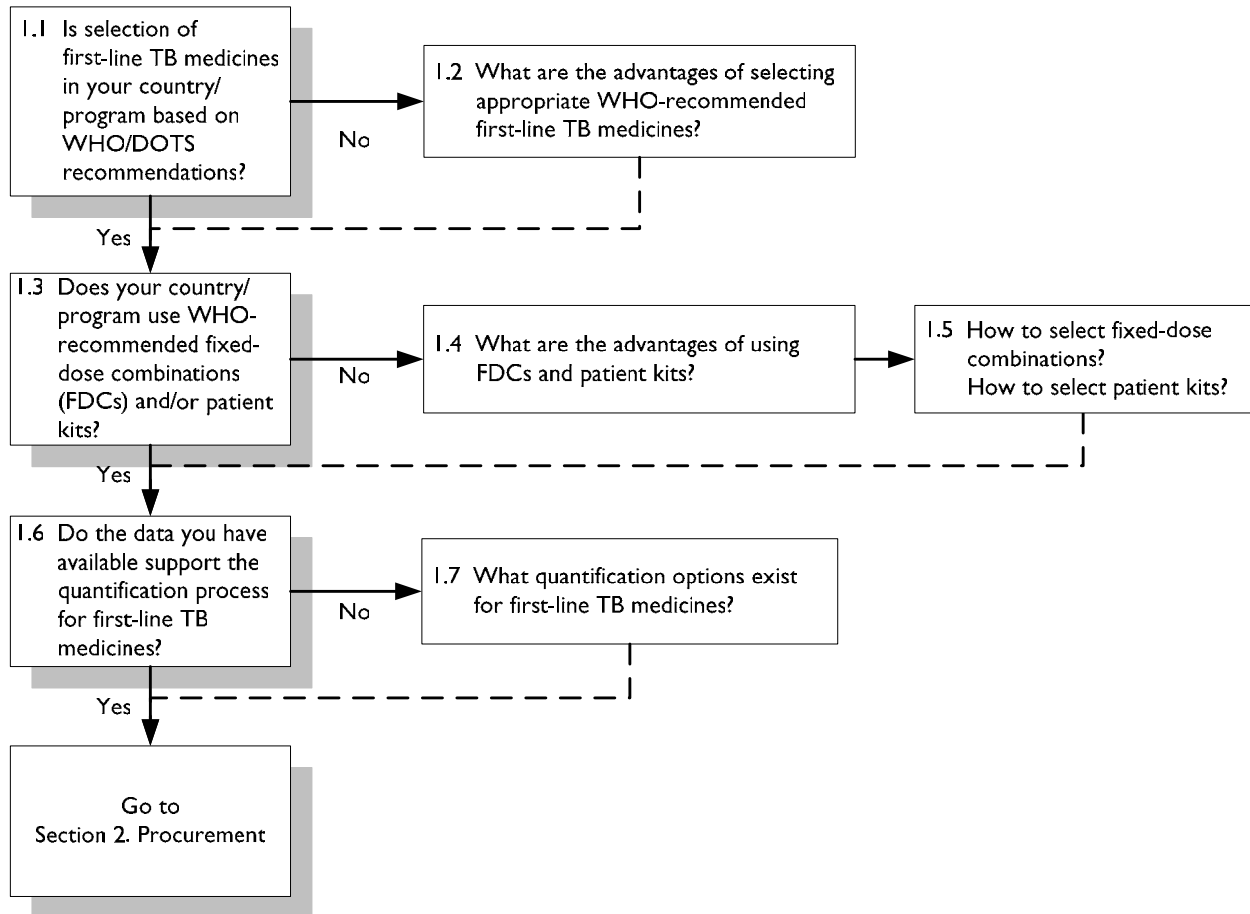 1.1 Is selection of
first-line TB medicines
in your country/
program based on
WHO/DOTS
recommendations?
No
1.2 What are the advantages of selecting
appropriate WHO-recommended
first-line TB medicines?
Yes
1.3 Does your country/
program use WHO-
recommended fixed-
dose combinations
(FDCs) and/or patient
kits?
No
1.4 What are the advantages of using
FDCs and patient kits?
1.5 How to select fixed-dose
combinations?
How to select patient kits?
Yes
1.6 Do the data you have
available support the
quantification process
for first-line TB
medicines?
No
1.7 What quantification options exist
for first-line TB medicines?
Yes
Go to
Section 2. Procurement